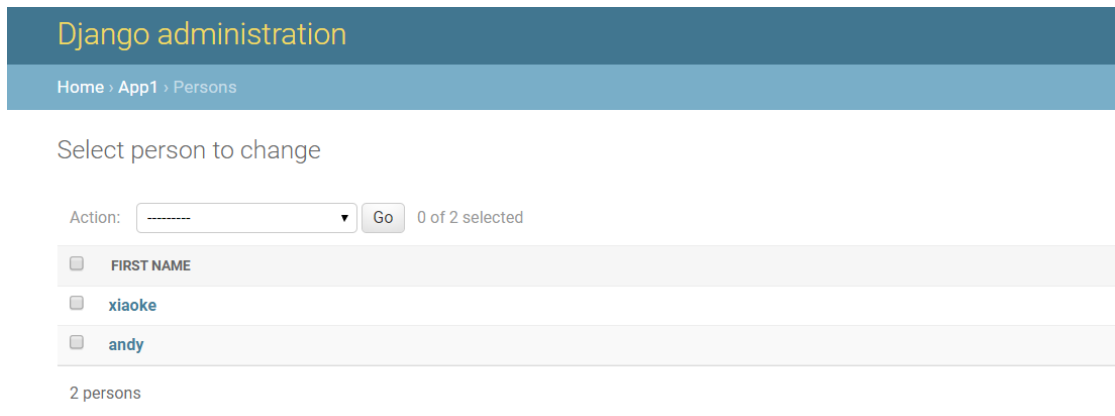 Django administration
Home › App1 › Persons
Select person to change
Action: --------- Go 0 of 2 selected
FIRST NAME
xiaoke
andy
2 persons